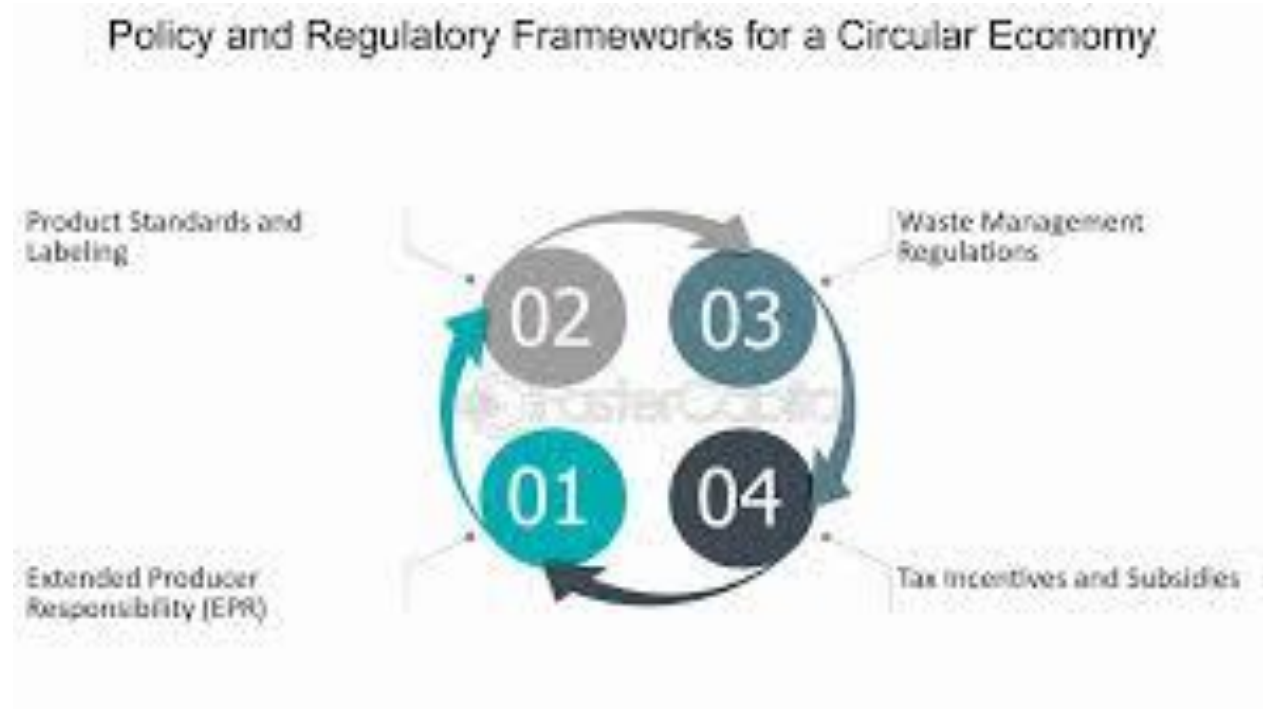 Policy and Regulatory Frameworks for a Circular Economy
Product Standards and
Labeling
Waste Management
Regulations
02
03
FasterCapital
01
04
Extended Producer
Responsibility (EPR)
Tax Incentives and Subsidies